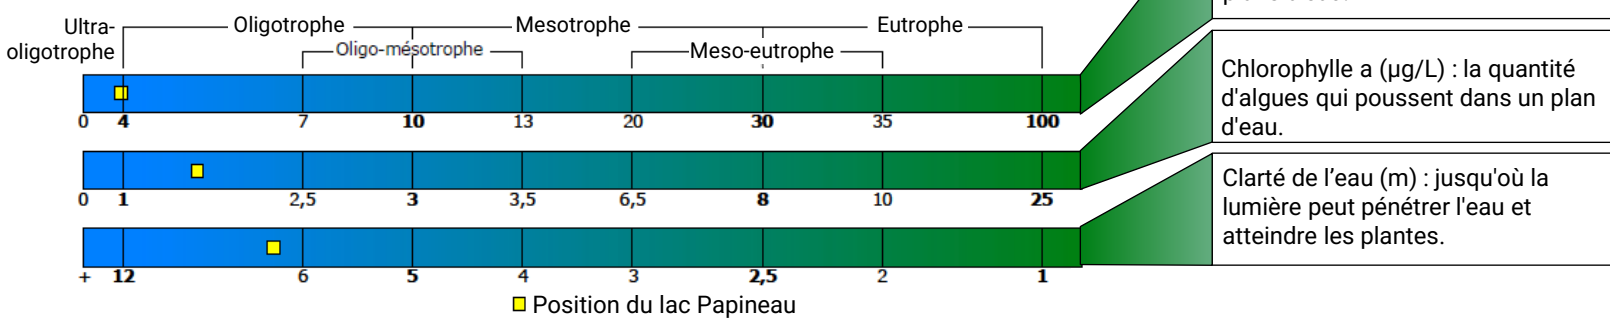 Ultra-
oligotrophe
Oligotrophe
Mesotrophe
Eutrophe
Oligo-mésotrophe
Meso-eutrophe
0 4 7 10 13 20 30 35 100
Chlorophylle a (µg/L) : la quantité
d'algues qui poussent dans un plan
d'eau.
0 1 2,5 3 3,5 6,5 8 10 25
Clarté de l’eau (m) : jusqu'où la
lumière peut pénétrer l'eau et
atteindre les plantes.
+ 12 6 5 4 3 2,5 2 1
Position du lac Papineau